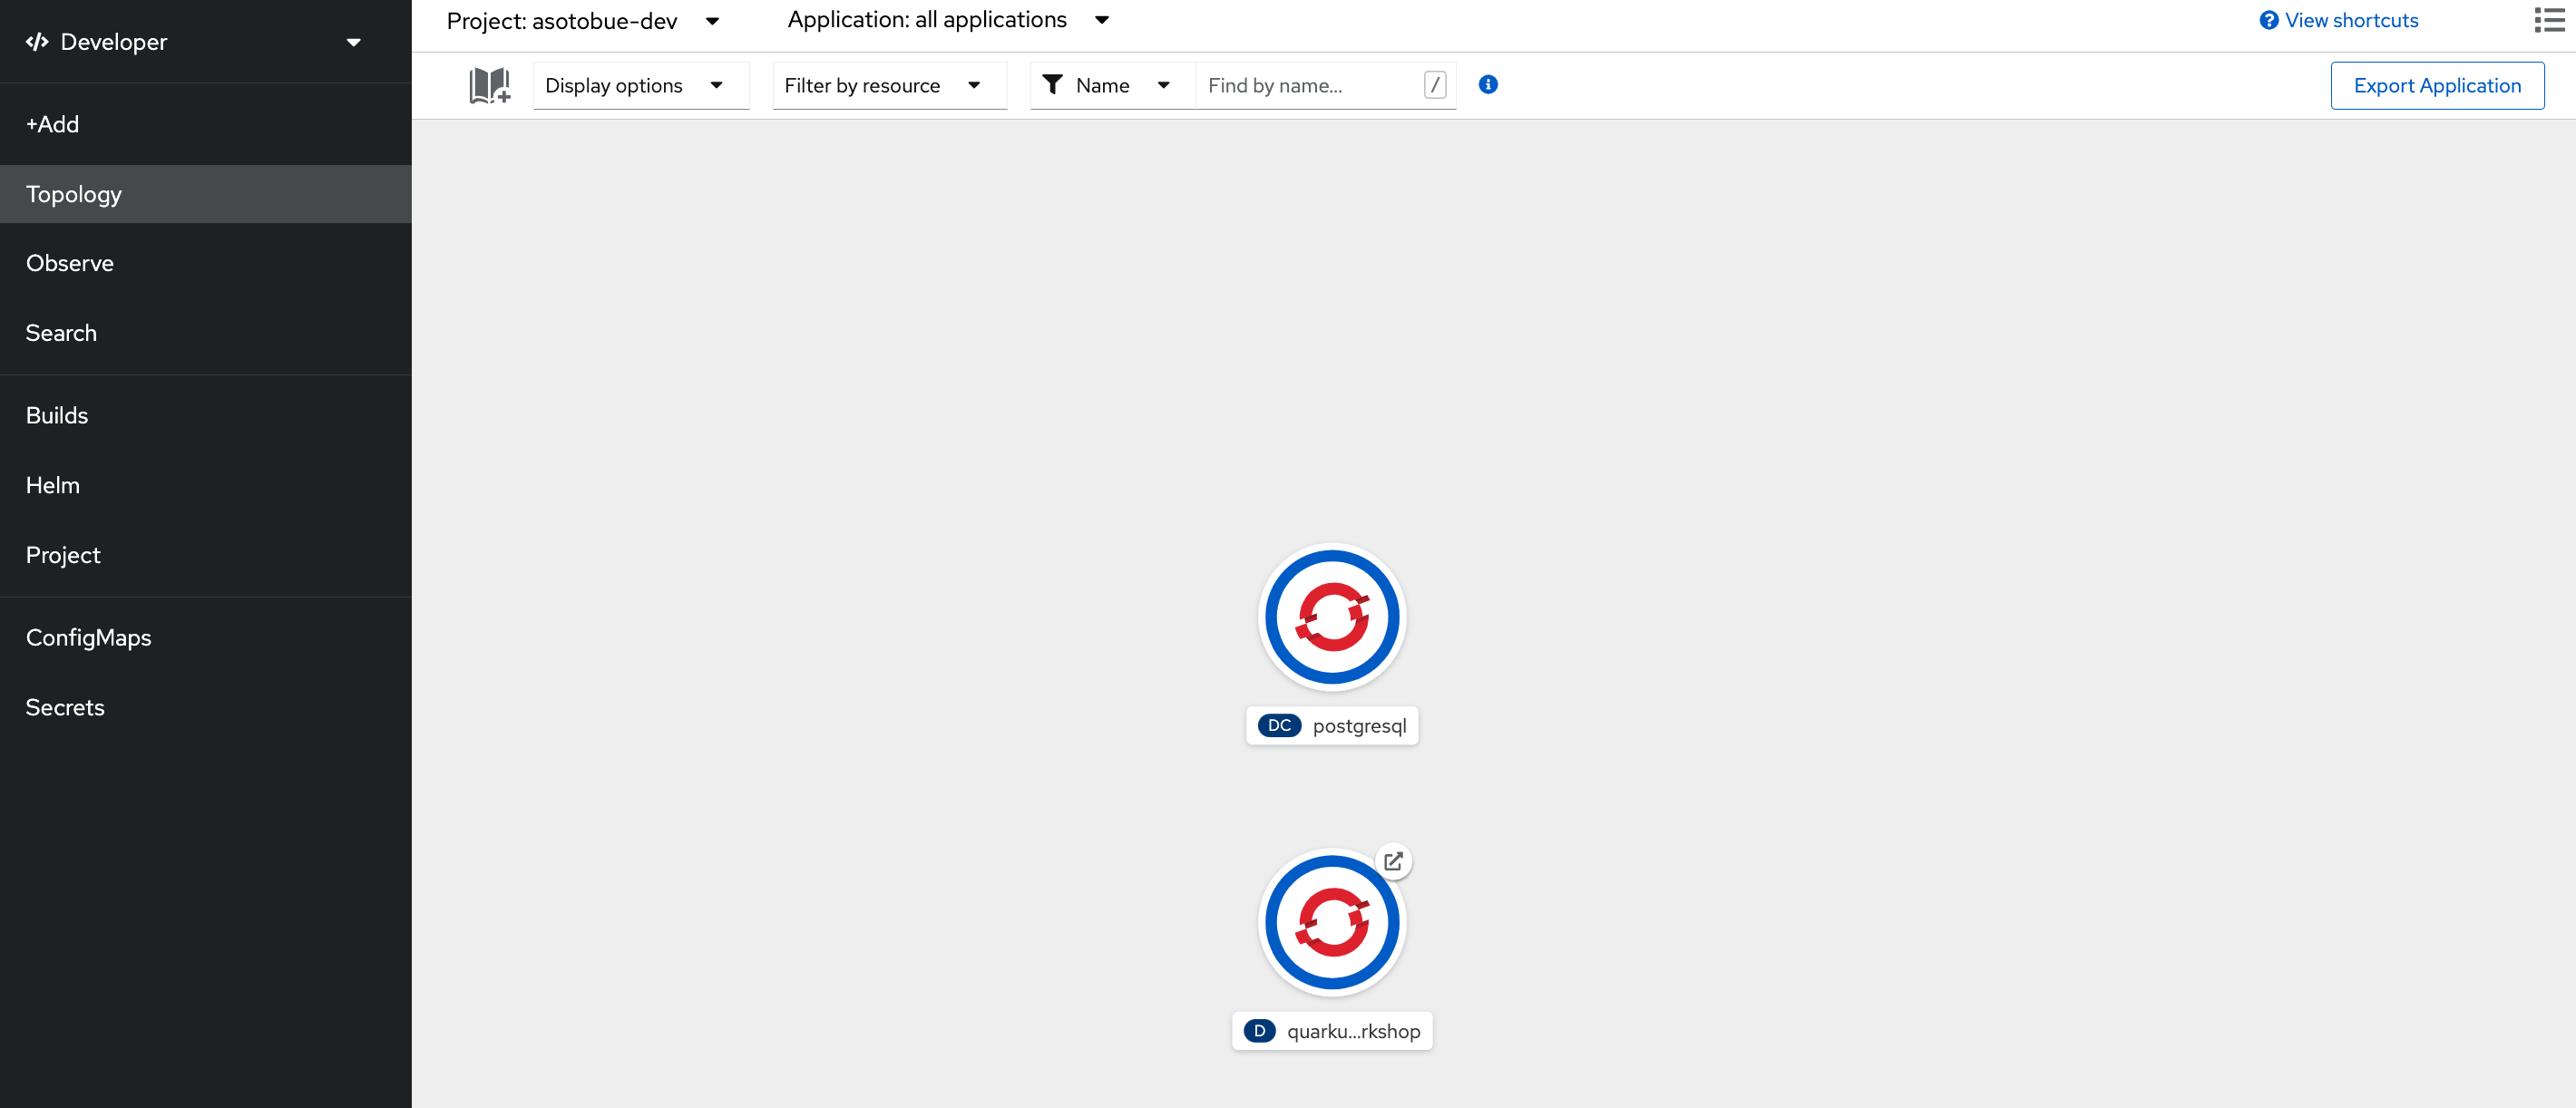 Developer
+Add
Topology
Observe
Search
Builds
Helm
Project
ConfigMaps
Secrets
Project: asotobue-dev
Application: all applications
View shortcuts
Display options
Filter by resource
Name
Find by name...
/
Export Application
DC postgresql
D quarku...rkshop